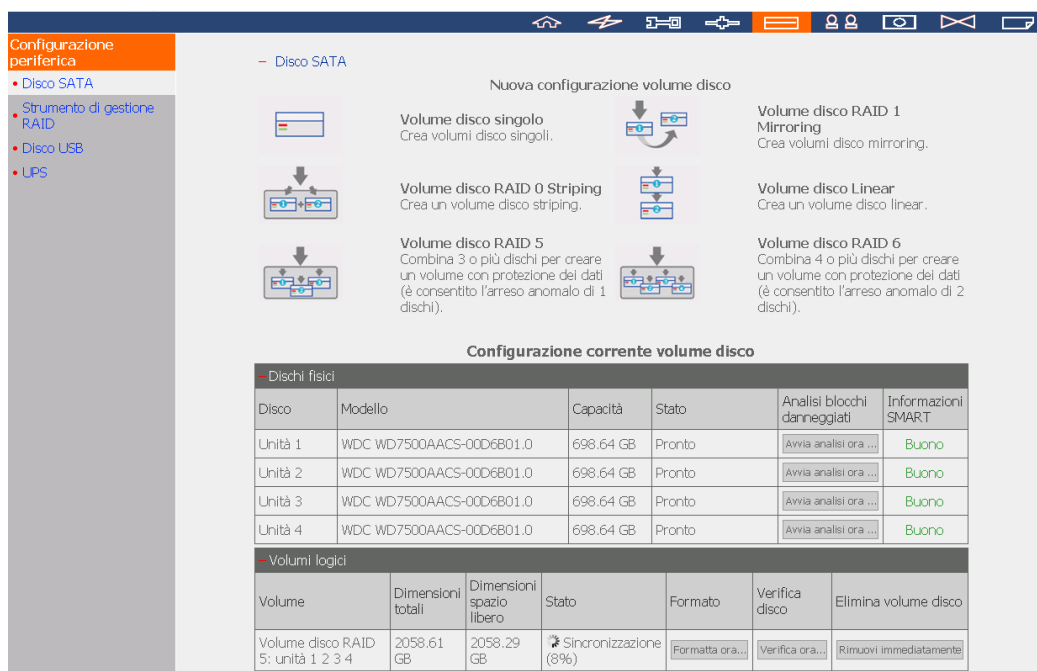 Configurazione
periferica
• Disco SATA
• Strumento di gestione
RAID
• Disco USB
• UPS
– Disco SATA
Nuova configurazione volume disco
Volume disco singolo
Crea volumi disco singoli.
Volume disco RAID 1
Mirroring
Crea volumi disco mirroring.
Volume disco RAID 0 Striping
Crea un volume disco striping.
Volume disco Linear
Crea un volume disco linear.
Volume disco RAID 5
Combina 3 o più dischi per creare
un volume con protezione dei dati
(è consentito l'arreso anomalo di 1
dischi).
Volume disco RAID 6
Combina 4 o più dischi per creare
un volume con protezione dei dati
(è consentito l'arreso anomalo di 2
dischi).
Configurazione corrente volume disco
– Dischi fisici
Disco Modello Capacità Stato Analisi blocchi danneggiati Informazioni SMART
Unità 1 WDC WD7500AACS-00D6B01.0 698.64 GB Pronto Avvia analisi ora ... Buono
Unità 2 WDC WD7500AACS-00D6B01.0 698.64 GB Pronto Avvia analisi ora ... Buono
Unità 3 WDC WD7500AACS-00D6B01.0 698.64 GB Pronto Avvia analisi ora ... Buono
Unità 4 WDC WD7500AACS-00D6B01.0 698.64 GB Pronto Avvia analisi ora ... Buono
– Volumi logici
Volume Dimensioni totali Dimensioni spazio libero Stato Formato Verifica disco Elimina volume disco
Volume disco RAID 5: unità 1 2 3 4 2058.61 GB 2058.29 GB Sincronizzazione (8%) Formatta ora... Verifica ora... Rimuovi immediatamente